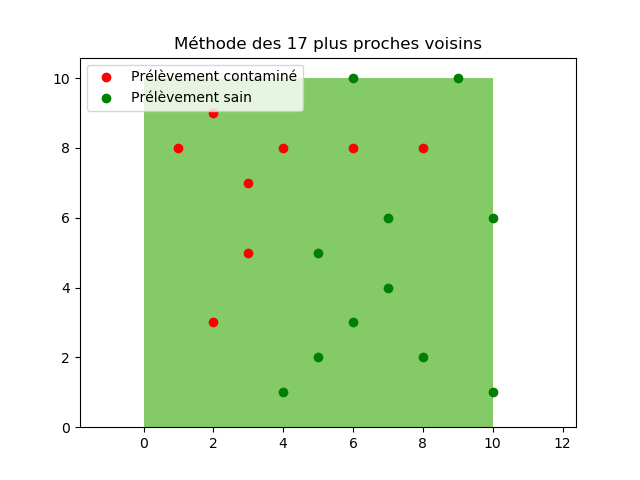 Méthode des 17 plus proches voisins
Prélèvement contaminé
Prélèvement sain
10
8
6
4
2
0
0 2 4 6 8 10 12